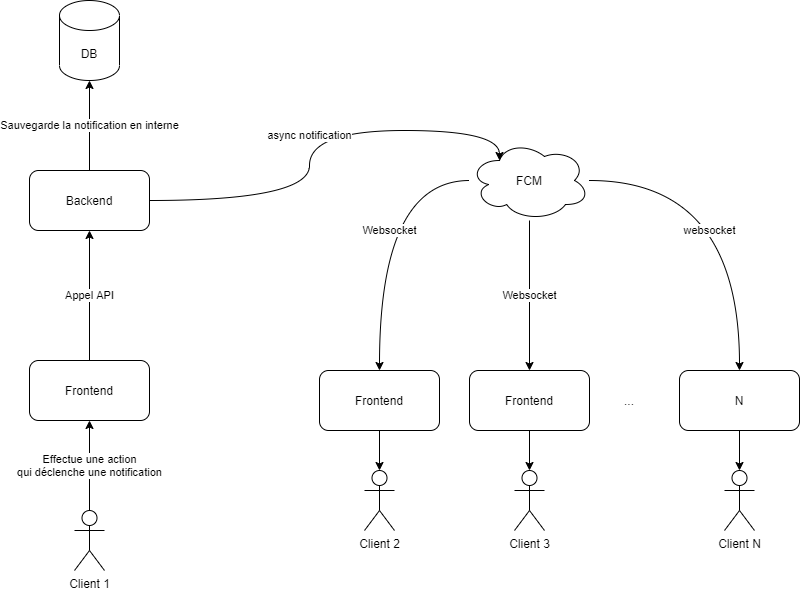 DB
Sauvegarde la notification en interne
async notification
Backend
FCM
Websocket
websocket
Appel API
Websocket
Frontend
Frontend
Frontend
...
N
Effectue une action
qui déclenche une notification
Client 2
Client 3
Client N
Client 1